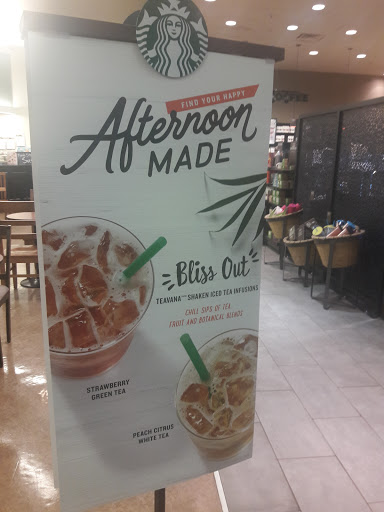 FIND YOUR HAPPY
Afternoon
MADE
Bliss Out
TEAVANA™ SHAKEN ICED TEA INFUSIONS
CHILL SIPS OF TEA,
FRUIT AND BOTANICAL BLENDS
STRAWBERRY
GREEN TEA
PEACH CITRUS
WHITE TEA